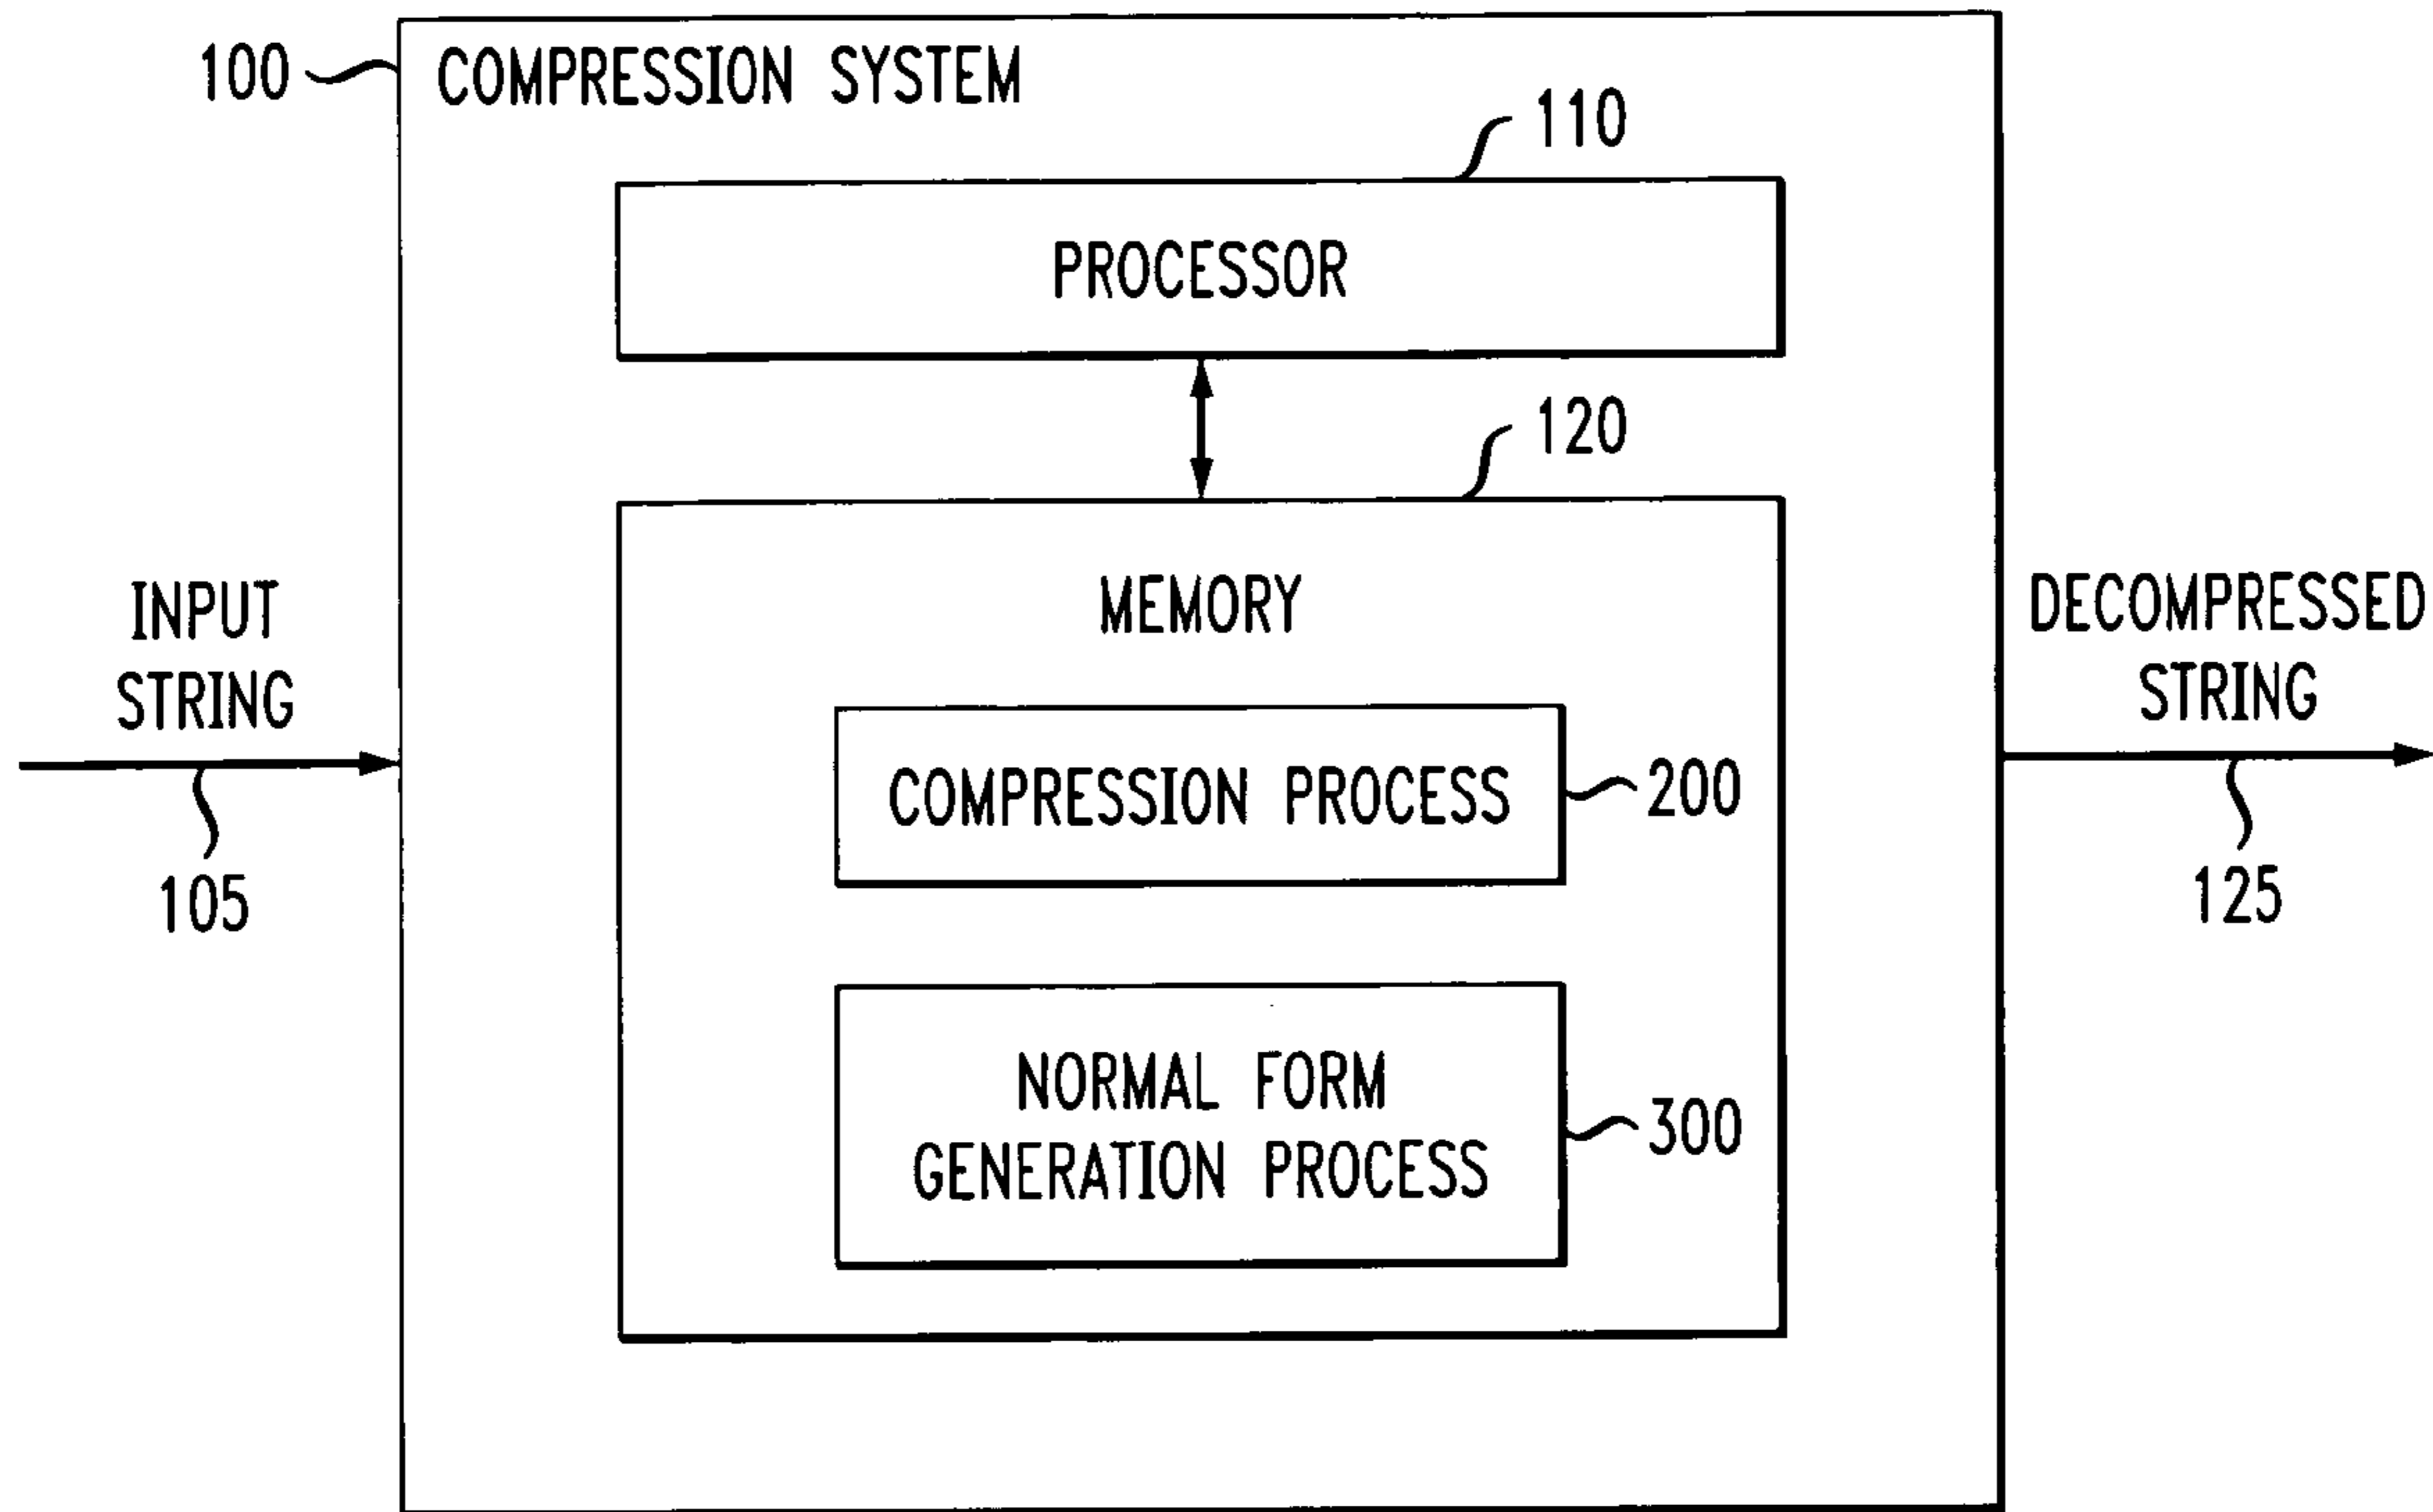 100 COMPRESSION SYSTEM
110
PROCESSOR
120
MEMORY
INPUT
STRING
105
COMPRESSION PROCESS 200
NORMAL FORM
GENERATION PROCESS
300
DECOMPRESSED
STRING
125